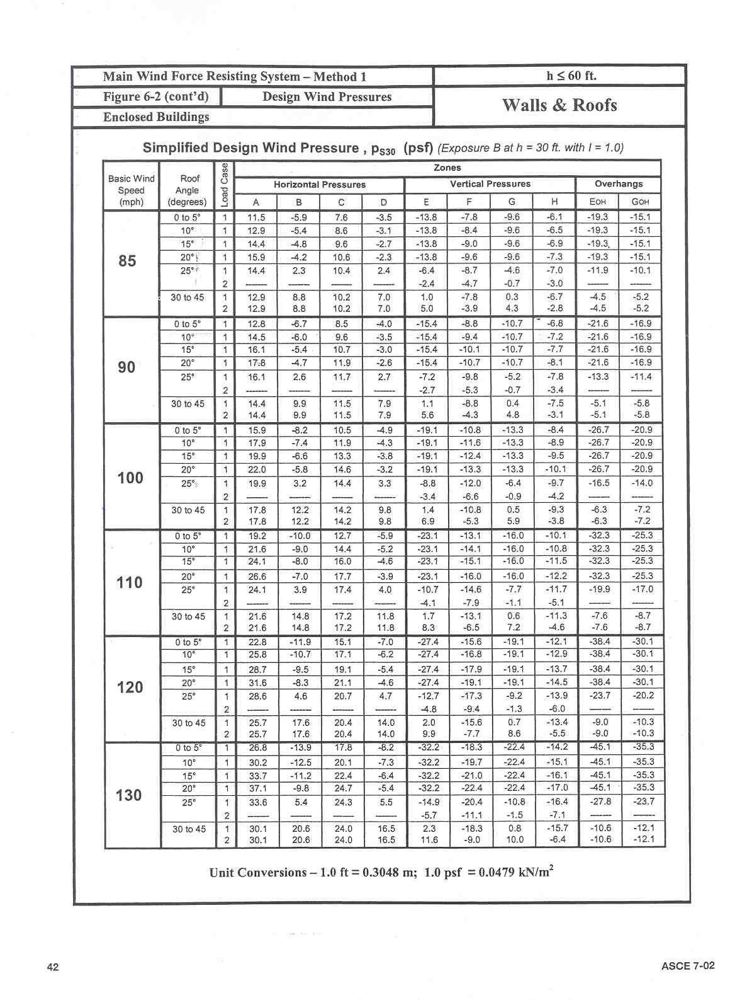 Main Wind Force Resisting System – Method 1 h ≤ 60 ft.
Figure 6-2 (cont'd) Design Wind Pressures Walls & Roofs
Enclosed Buildings
Simplified Design Wind Pressure , pS30 (psf) (Exposure B at h = 30 ft. with I = 1.0)
Basic Wind Speed (mph) Roof Angle (degrees) Load Case Zones
Horizontal Pressures Vertical Pressures Overhangs
A B C D E F G H EOH GOH
85
0 to 5° 1 11.5 -5.9 7.6 -3.5 -13.8 -7.8 -9.6 -6.1 -19.3 -15.1
10° 1 12.9 -5.4 8.6 -3.1 -13.8 -8.4 -9.6 -6.5 -19.3 -15.1
15° 1 14.4 -4.8 9.6 -2.7 -13.8 -9.0 -9.6 -6.9 -19.3 -15.1
20° 1 15.9 -4.2 10.6 -2.3 -13.8 -9.6 -9.6 -7.3 -19.3 -15.1
25° 1 14.4 2.3 10.4 2.4 -6.4 -8.7 -4.6 -7.0 -11.9 -10.1
2 ------- ------- ------- ------- -2.4 -4.7 -0.7 -3.0 ------- -------
30 to 45 1 12.9 8.8 10.2 7.0 1.0 -7.8 0.3 -6.7 -4.5 -5.2
2 12.9 8.8 10.2 7.0 5.0 -3.9 4.3 -2.8 -4.5 -5.2
90
0 to 5° 1 12.8 -6.7 8.5 -4.0 -15.4 -8.8 -10.7 -6.8 -21.6 -16.9
10° 1 14.5 -6.0 9.6 -3.5 -15.4 -9.4 -10.7 -7.2 -21.6 -16.9
15° 1 16.1 -5.4 10.7 -3.0 -15.4 -10.1 -10.7 -7.7 -21.6 -16.9
20° 1 17.8 -4.7 11.9 -2.6 -15.4 -10.7 -10.7 -8.1 -21.6 -16.9
25° 1 16.1 2.6 11.7 2.7 -7.2 -9.8 -5.2 -7.8 -13.3 -11.4
2 ------- ------- ------- ------- -2.7 -5.3 -0.7 -3.4 ------- -------
30 to 45 1 14.4 9.9 11.5 7.9 1.1 -8.8 0.4 -7.5 -5.1 -5.8
2 14.4 9.9 11.5 7.9 5.6 -4.3 4.8 -3.1 -5.1 -5.8
100
0 to 5° 1 15.9 -8.2 10.5 -4.9 -19.1 -10.8 -13.3 -8.4 -26.7 -20.9
10° 1 17.9 -7.4 11.9 -4.3 -19.1 -11.6 -13.3 -8.9 -26.7 -20.9
15° 1 19.9 -6.6 13.3 -3.8 -19.1 -12.4 -13.3 -9.5 -26.7 -20.9
20° 1 22.0 -5.8 14.6 -3.2 -19.1 -13.3 -13.3 -10.1 -26.7 -20.9
25° 1 19.9 3.2 14.4 3.3 -8.8 -12.0 -6.4 -9.7 -16.5 -14.0
2 ------- ------- ------- ------- -3.4 -6.6 -0.9 -4.2 ------- -------
30 to 45 1 17.8 12.2 14.2 9.8 1.4 -10.8 0.5 -9.3 -6.3 -7.2
2 17.8 12.2 14.2 9.8 6.9 -5.3 5.9 -3.8 -6.3 -7.2
110
0 to 5° 1 19.2 -10.0 12.7 -5.9 -23.1 -13.1 -16.0 -10.1 -32.3 -25.3
10° 1 21.6 -9.0 14.4 -5.2 -23.1 -14.1 -16.0 -10.8 -32.3 -25.3
15° 1 24.1 -8.0 16.0 -4.6 -23.1 -15.1 -16.0 -11.5 -32.3 -25.3
20° 1 26.6 -7.0 17.7 -3.9 -23.1 -16.0 -16.0 -12.2 -32.3 -25.3
25° 1 24.1 3.9 17.4 4.0 -10.7 -14.6 -7.7 -11.7 -19.9 -17.0
2 ------- ------- ------- ------- -4.1 -7.9 -1.1 -5.1 ------- -------
30 to 45 1 21.6 14.8 17.2 11.8 1.7 -13.1 0.6 -11.3 -7.6 -8.7
2 21.6 14.8 17.2 11.8 8.3 -6.5 7.2 -4.6 -7.6 -8.7
120
0 to 5° 1 22.8 -11.9 15.1 -7.0 -27.4 -15.6 -19.1 -12.1 -38.4 -30.1
10° 1 25.8 -10.7 17.1 -6.2 -27.4 -16.8 -19.1 -12.9 -38.4 -30.1
15° 1 28.7 -9.5 19.1 -5.4 -27.4 -17.9 -19.1 -13.7 -38.4 -30.1
20° 1 31.6 -8.3 21.1 -4.6 -27.4 -19.1 -19.1 -14.5 -38.4 -30.1
25° 1 28.6 4.6 20.7 4.7 -12.7 -17.3 -9.2 -13.9 -23.7 -20.2
2 ------- ------- ------- ------- -4.8 -9.4 -1.3 -6.0 ------- -------
30 to 45 1 25.7 17.6 20.4 14.0 2.0 -15.6 0.7 -13.4 -9.0 -10.3
2 25.7 17.6 20.4 14.0 9.9 -7.7 8.6 -5.5 -9.0 -10.3
130
0 to 5° 1 26.8 -13.9 17.8 -8.2 -32.2 -18.3 -22.4 -14.2 -45.1 -35.3
10° 1 30.2 -12.5 20.1 -7.3 -32.2 -19.7 -22.4 -15.1 -45.1 -35.3
15° 1 33.7 -11.2 22.4 -6.4 -32.2 -21.0 -22.4 -16.1 -45.1 -35.3
20° 1 37.1 -9.8 24.7 -5.4 -32.2 -22.4 -22.4 -17.0 -45.1 -35.3
25° 1 33.6 5.4 24.3 5.5 -14.9 -20.4 -10.8 -16.4 -27.8 -23.7
2 ------- ------- ------- ------- -5.7 -11.1 -1.5 -7.1 ------- -------
30 to 45 1 30.1 20.6 24.0 16.5 2.3 -18.3 0.8 -15.7 -10.6 -12.1
2 30.1 20.6 24.0 16.5 11.6 -9.0 10.0 -6.4 -10.6 -12.1
Unit Conversions – 1.0 ft = 0.3048 m; 1.0 psf = 0.0479 kN/m²
42 ASCE 7-02